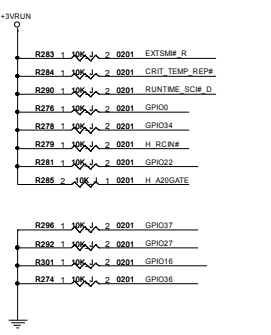 +3VRUN
R283 1 10K J 2 0201 EXTSMI#_R
R284 1 10K J 2 0201 CRIT_TEMP_REP#
R290 1 10K J 2 0201 RUNTIME_SCI#_D
R276 1 10K J 2 0201 GPIO0
R278 1 10K J 2 0201 GPIO34
R279 1 10K J 2 0201 H_RCIN#
R281 1 10K J 2 0201 GPIO22
R285 2 10K J 1 0201 H_A20GATE
R296 1 10K J 2 0201 GPIO37
R292 1 10K J 2 0201 GPIO27
R301 1 10K J 2 0201 GPIO16
R274 1 10K J 2 0201 GPIO36